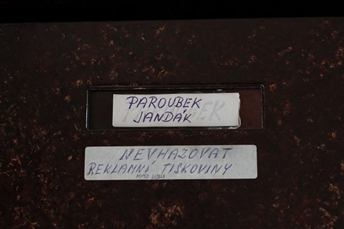 PAROUBEK
JANDÁK
NEVHAZOVAT
REKLAMNÍ TISKOVINY